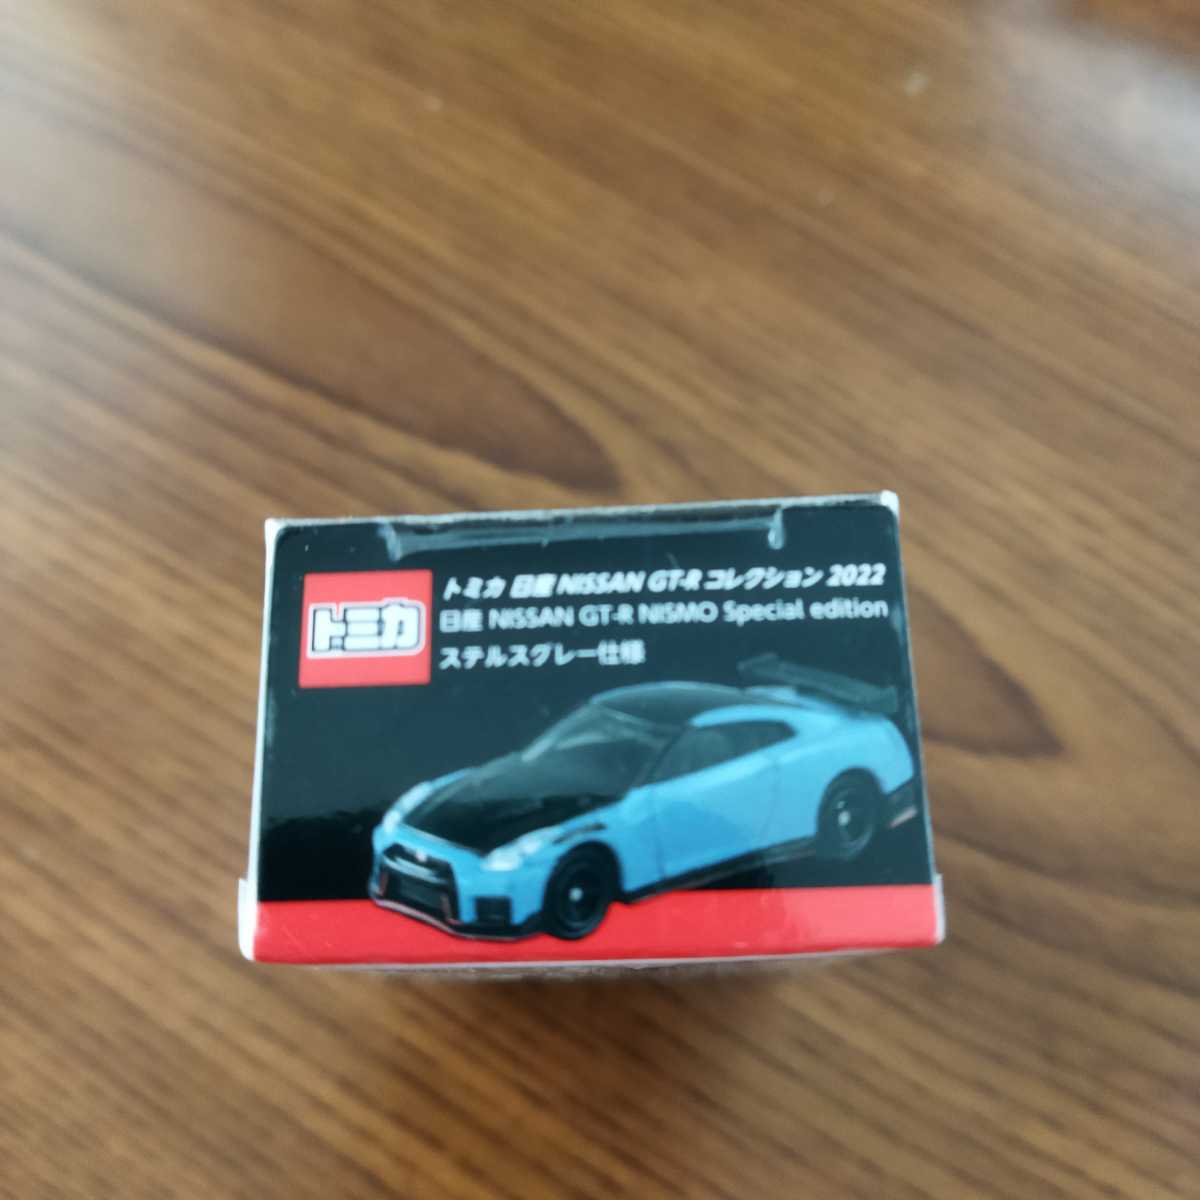 トミカ
トミカ 日産 NISSAN GT-R コレクション 2022
日産 NISSAN GT-R NISMO Special edition
ステルスグレー仕様